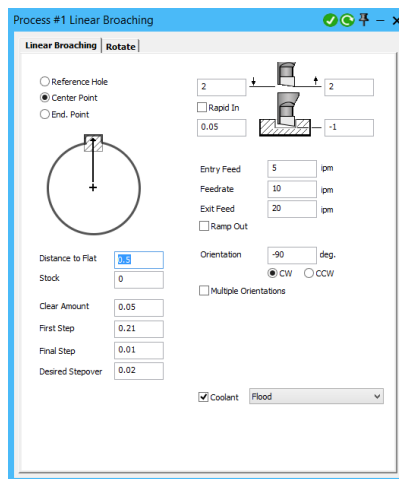 Process #1 Linear Broaching
Linear Broaching Rotate
Reference Hole
Center Point
End. Point
2 2
Rapid In
0.05 -1
Entry Feed 5 ipm
Feedrate 10 ipm
Exit Feed 20 ipm
Ramp Out
Distance to Flat 0.5
Stock 0
Orientation -90 deg.
CW CCW
Multiple Orientations
Clear Amount 0.05
First Step 0.21
Final Step 0.01
Desired Stepover 0.02
Coolant Flood